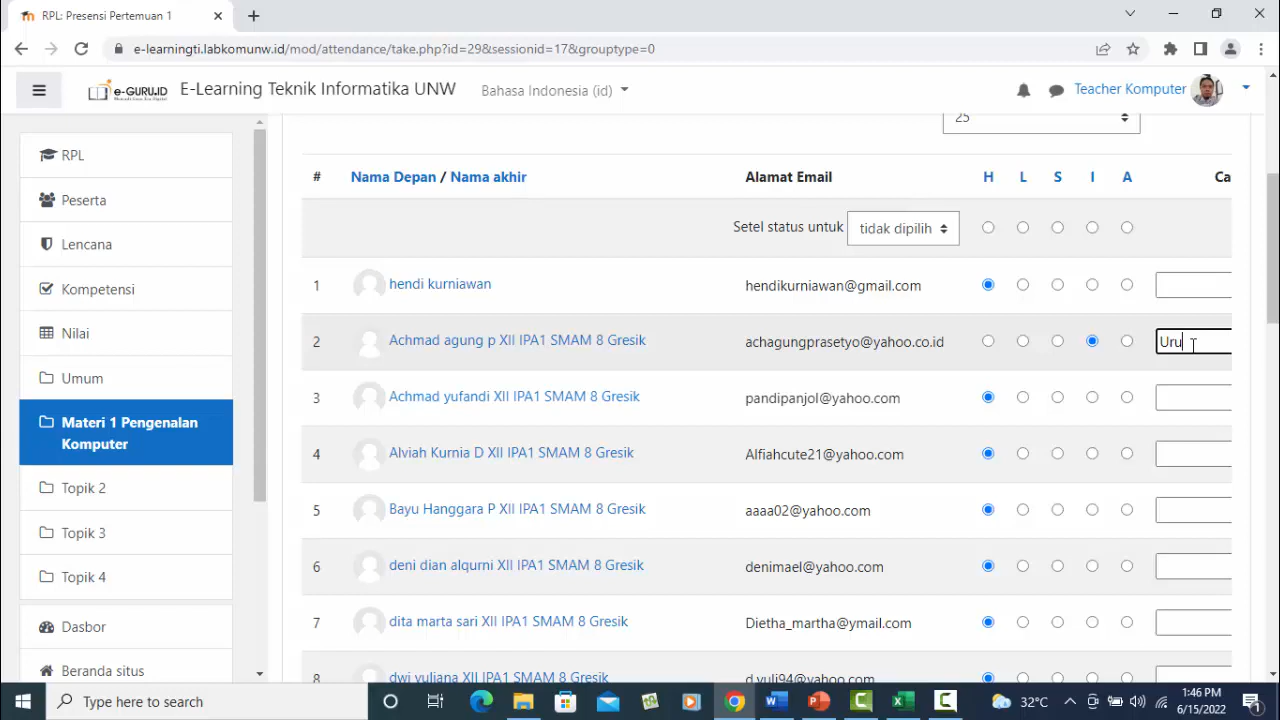 RPL: Presensi Pertemuan 1
e-learningti.labkomunw.id/mod/attendance/take.php?id=29&sessionid=17&grouptype=0
e-GURU.ID
E-Learning Teknik Informatika UNW
Bahasa Indonesia (id)
Teacher Komputer
RPL
Peserta
Lencana
Kompetensi
Nilai
Umum
Materi 1 Pengenalan
Komputer
Topik 2
Topik 3
Topik 4
Dasbor
Beranda situs
25
# Nama Depan / Nama akhir Alamat Email H L S I A Ca
Setel status untuk tidak dipilih
1 hendi kurniawan hendikurniawan@gmail.com
2 Achmad agung p XII IPA1 SMAM 8 Gresik achagungprasetyo@yahoo.co.id Uru
3 Achmad yufandi XII IPA1 SMAM 8 Gresik pandipanjol@yahoo.com
4 Alviah Kurnia D XII IPA1 SMAM 8 Gresik Alfiahcute21@yahoo.com
5 Bayu Hanggara P XII IPA1 SMAM 8 Gresik aaaa02@yahoo.com
6 deni dian alqurni XII IPA1 SMAM 8 Gresik denimael@yahoo.com
7 dita marta sari XII IPA1 SMAM 8 Gresik Dietha_martha@ymail.com
8 dwi yuliana XII IPA1 SMAM 8 Gresik d.yuli94@yahoo.com
Type here to search
32°C
1:46 PM
6/15/2022
1